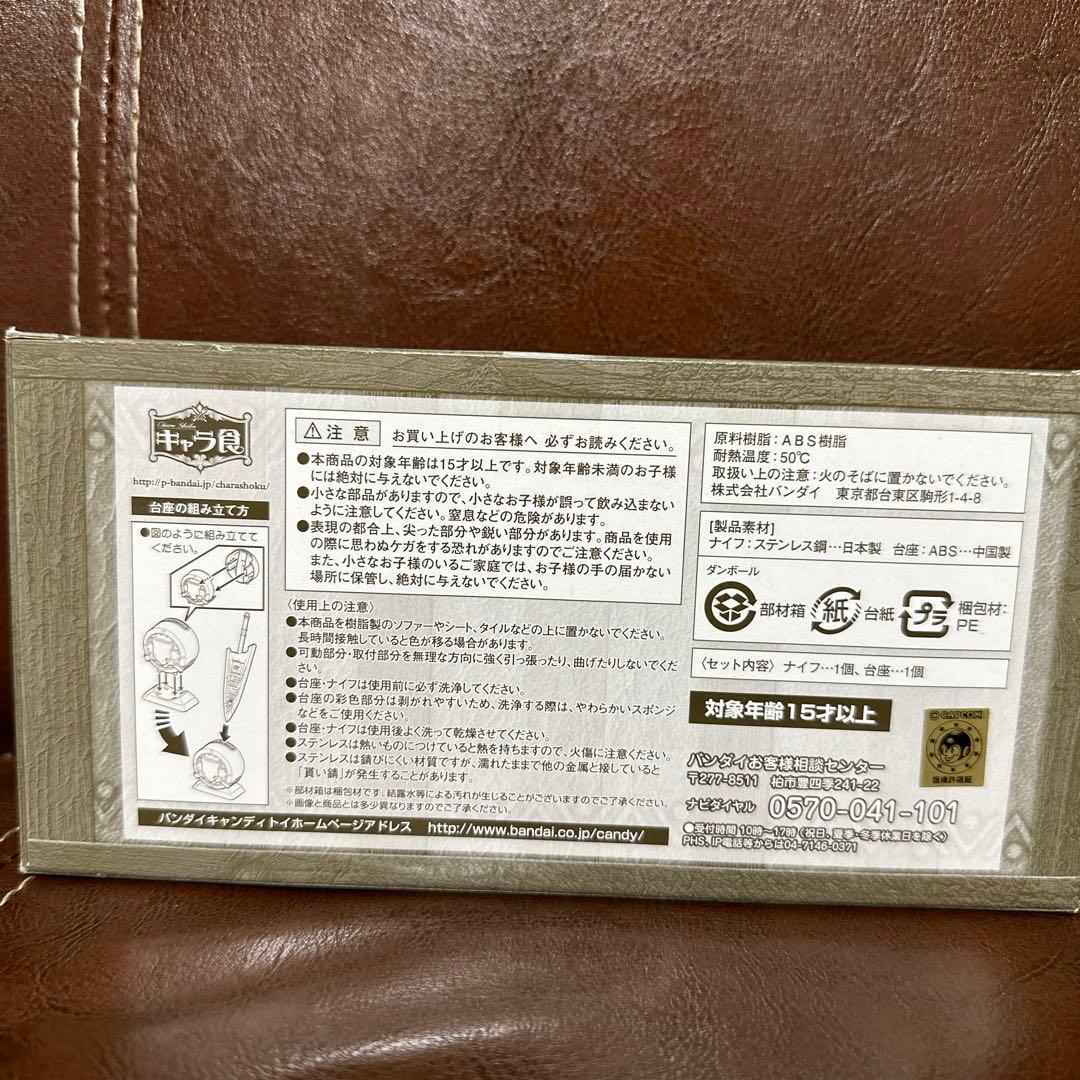 Chara Shoku
キャラ食
http://p-bandai.jp/charashoku/
台座の組み立て方
●図のように組み立てて
ください。
⚠注 意 お買い上げのお客様へ 必ずお読みください。
●本商品の対象年齢は15才以上です。対象年齢未満のお子様
には絶対に与えないでください。
●小さな部品がありますので、小さなお子様が誤って飲み込まない
ように注意してください。窒息などの危険があります。
●表現の都合上、尖った部分や鋭い部分があります。商品を使用
の際に思わぬケガをする恐れがありますのでご注意ください。
また、小さなお子様のいるご家庭では、お子様の手の届かない
場所に保管し、絶対に与えないでください。
〈使用上の注意〉
●本商品を樹脂製のソファーやシート、タイルなどの上に置かないでください。
長時間接触していると色が移る場合があります。
●可動部分・取付部分を無理な方向に強く引っ張ったり、曲げたりしないでくだ
さい。
●台座・ナイフは使用前に必ず洗浄してください。
●台座の彩色部分は剥がれやすいため、洗浄する際は、やわらかいスポンジ
などをご使用ください。
●台座・ナイフは使用後よく洗って乾燥させてください。
●ステンレスは熱いものにつけていると熱を持ちますので、火傷に注意ください。
●ステンレスは錆びにくい材質ですが、濡れたままで他の金属と接していると
「貰い錆」が発生することがあります。
※部材箱は梱包材です。結露水等による汚れが生じることがございますのでご了承ください。
※画像と商品とは多少異なりますのでご了承ください。
バンダイキャンディトイホームページアドレス http://www.bandai.co.jp/candy/
原料樹脂：ABS樹脂
耐熱温度：50℃
取扱い上の注意：火のそばに置かないでください。
株式会社バンダイ 東京都台東区駒形1-4-8
[製品素材]
ナイフ：ステンレス鋼…日本製 台座：ABS…中国製
ダンボール
部材箱 紙 台紙 プラ 梱包材：
PE
〈セット内容〉ナイフ…1個、台座…1個
対象年齢15才以上
© CAPCOM
版権許諾証
バンダイお客様相談センター
〒277-8511 柏市豊四季241-22
ナビダイヤル 0570-041-101
●受付時間 10時～17時（祝日、夏季・冬季休業日を除く）
PHS、IP電話等からは04-7146-0371